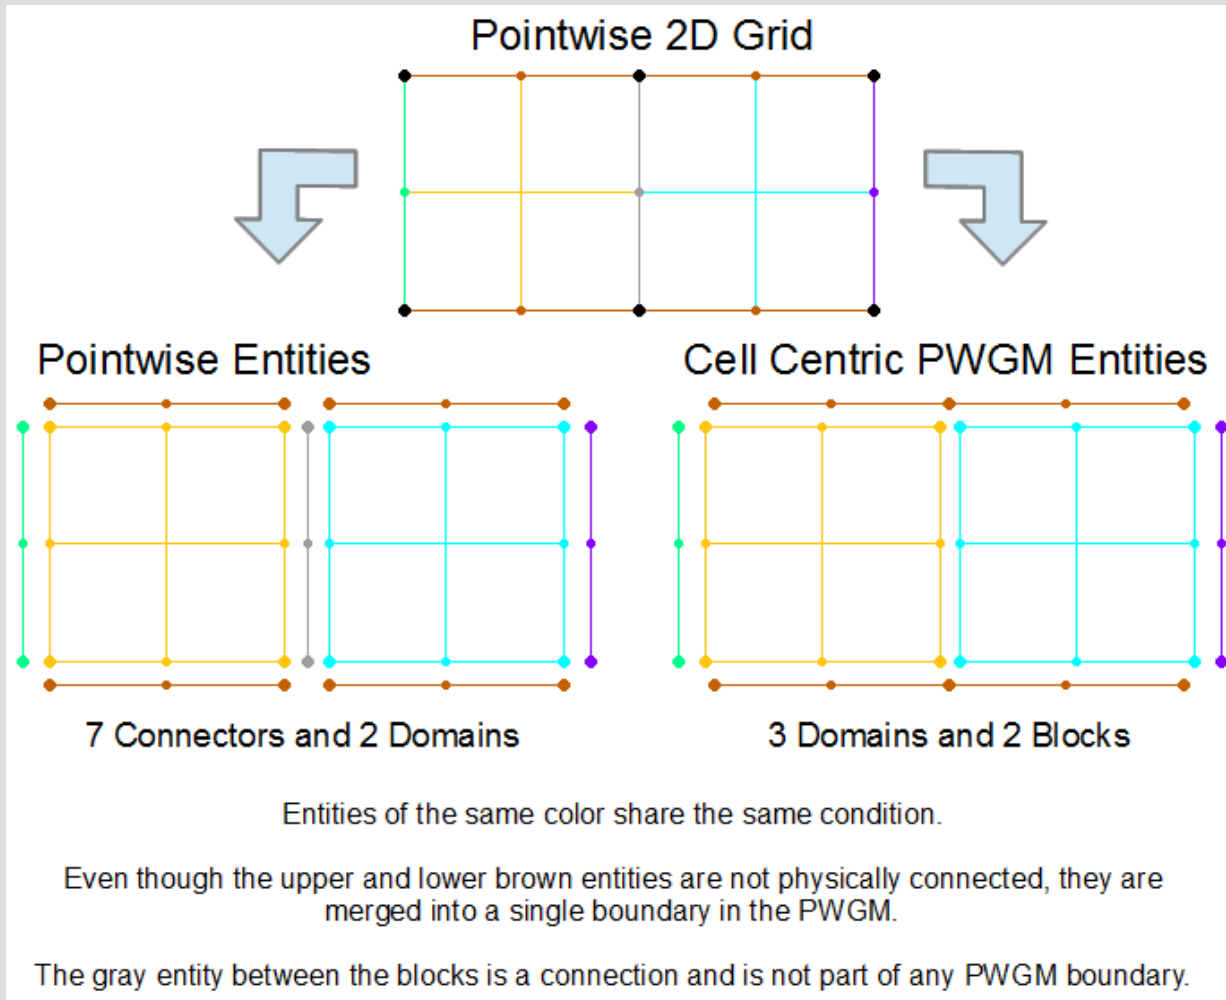 Pointwise 2D Grid
Pointwise Entities
Cell Centric PWGM Entities
7 Connectors and 2 Domains
3 Domains and 2 Blocks
Entities of the same color share the same condition.
Even though the upper and lower brown entities are not physically connected, they are
merged into a single boundary in the PWGM.
The gray entity between the blocks is a connection and is not part of any PWGM boundary.